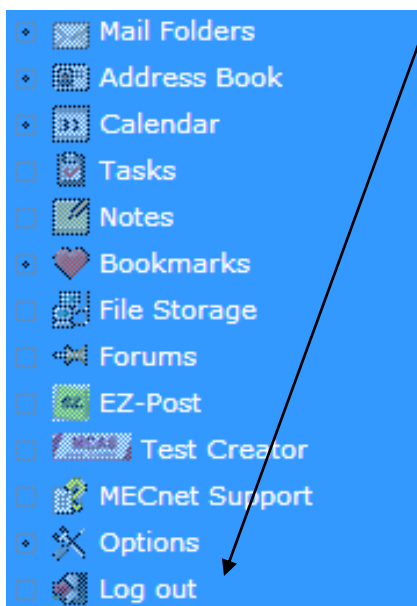 Mail Folders
Address Book
Calendar
Tasks
Notes
Bookmarks
File Storage
Forums
EZ-Post
MCAS Test Creator
MECnet Support
Options
Log out